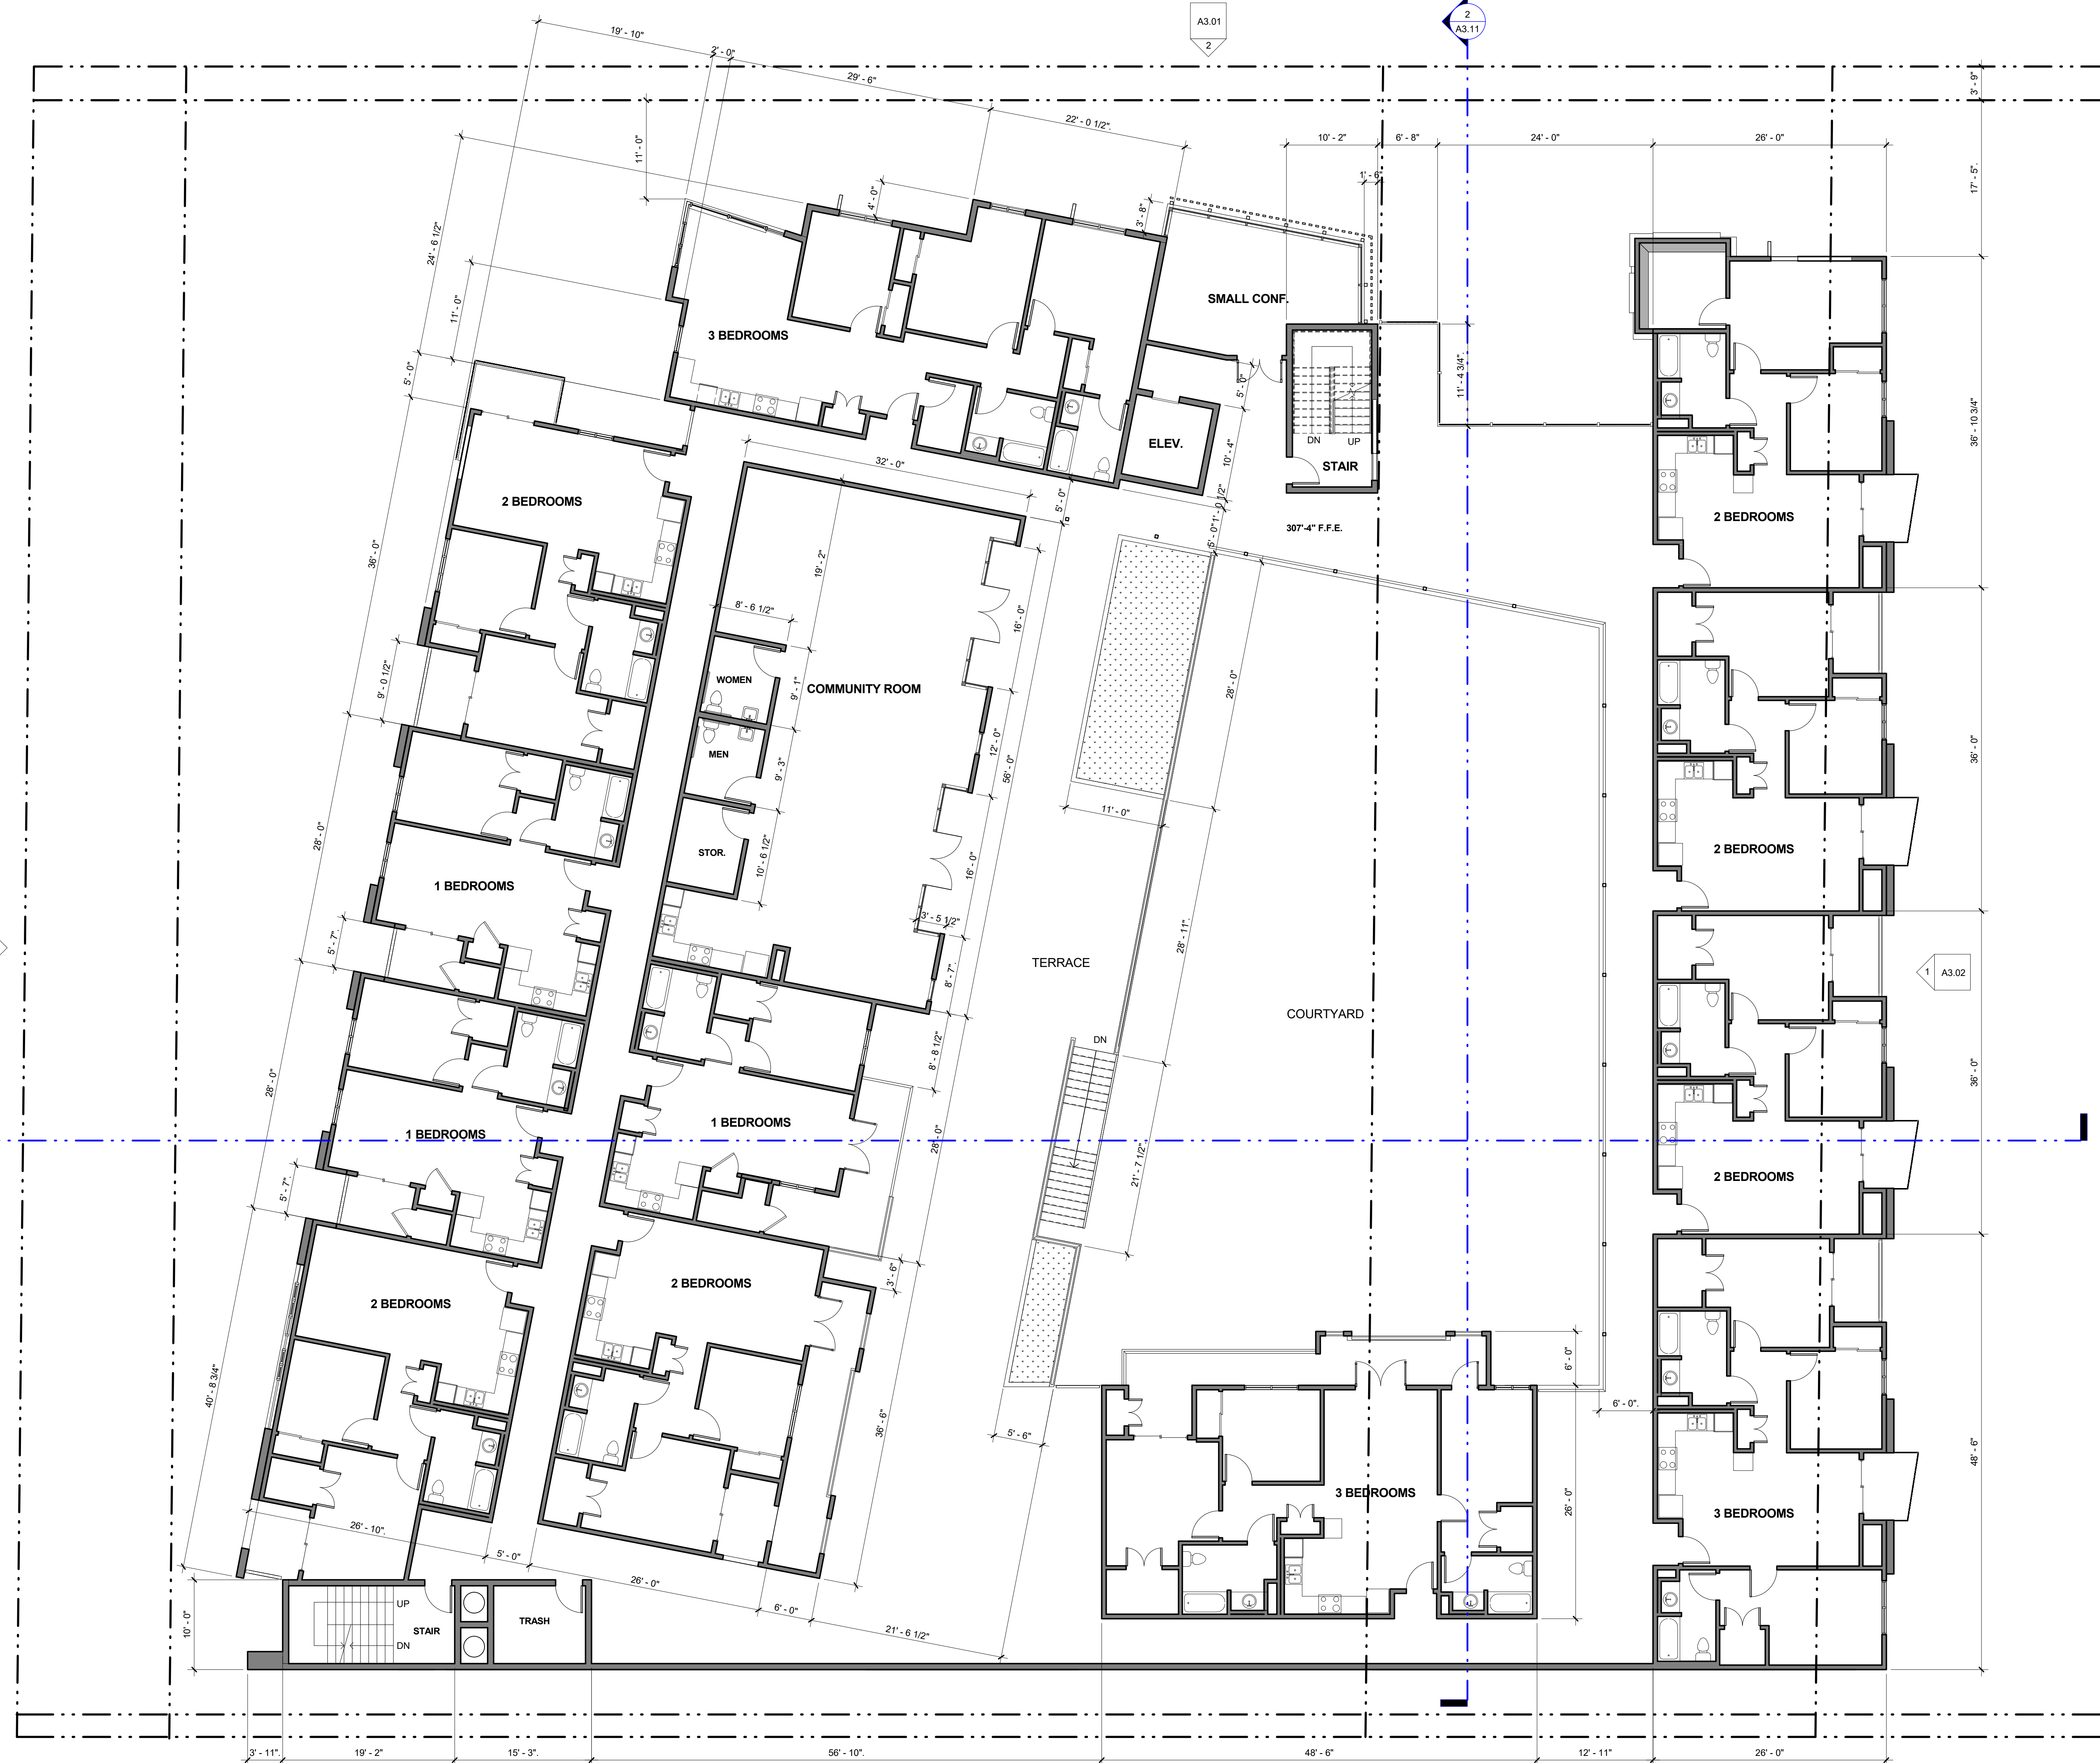 A3.01
2
2
A3.11
19' - 10"
2' - 0"
29' - 6"
22' - 0 1/2".
3' - 9"
11' - 0"
10' - 2"
6' - 8"
24' - 0"
26' - 0"
17' - 5".
1' - 6"
4' - 0"
3' - 8"
24' - 6 1/2"
11' - 0"
5' - 0"
3 BEDROOMS
SMALL CONF.
11' - 4 3/4".
5' - 0"
ELEV.
10' - 4"
DN
UP
STAIR
36' - 10 3/4"
32' - 0"
5' - 0"
1' - 0 1/2"
5' - 0"
307'-4" F.F.E.
2 BEDROOMS
2 BEDROOMS
36' - 0"
19' - 2"
8' - 6 1/2"
16' - 0"
28' - 0"
9' - 0 1/2"
WOMEN
9' - 1"
COMMUNITY ROOM
MEN
9' - 3"
12' - 0"
56' - 0"
36' - 0"
11' - 0"
28' - 0"
STOR.
10' - 6 1/2"
16' - 0"
2 BEDROOMS
1 BEDROOMS
3' - 5 1/2"
28' - 11".
5' - 7".
8' - 7".
TERRACE
COURTYARD
1
A3.02
DN
8' - 8 1/2"
28' - 0"
36' - 0"
1 BEDROOMS
1 BEDROOMS
28' - 0"
21' - 7 1/2"
2 BEDROOMS
5' - 7".
3' - 6"
2 BEDROOMS
2 BEDROOMS
40' - 8 3/4"
36' - 6"
6' - 0"
6' - 0".
5' - 6"
48' - 6"
3 BEDROOMS
26' - 0"
3 BEDROOMS
26' - 10".
5' - 0"
26' - 0"
6' - 0"
21' - 6 1/2"
10' - 0"
UP
STAIR
DN
TRASH
3' - 11".
19' - 2"
15' - 3".
56' - 10".
48' - 6"
12' - 11"
26' - 0"